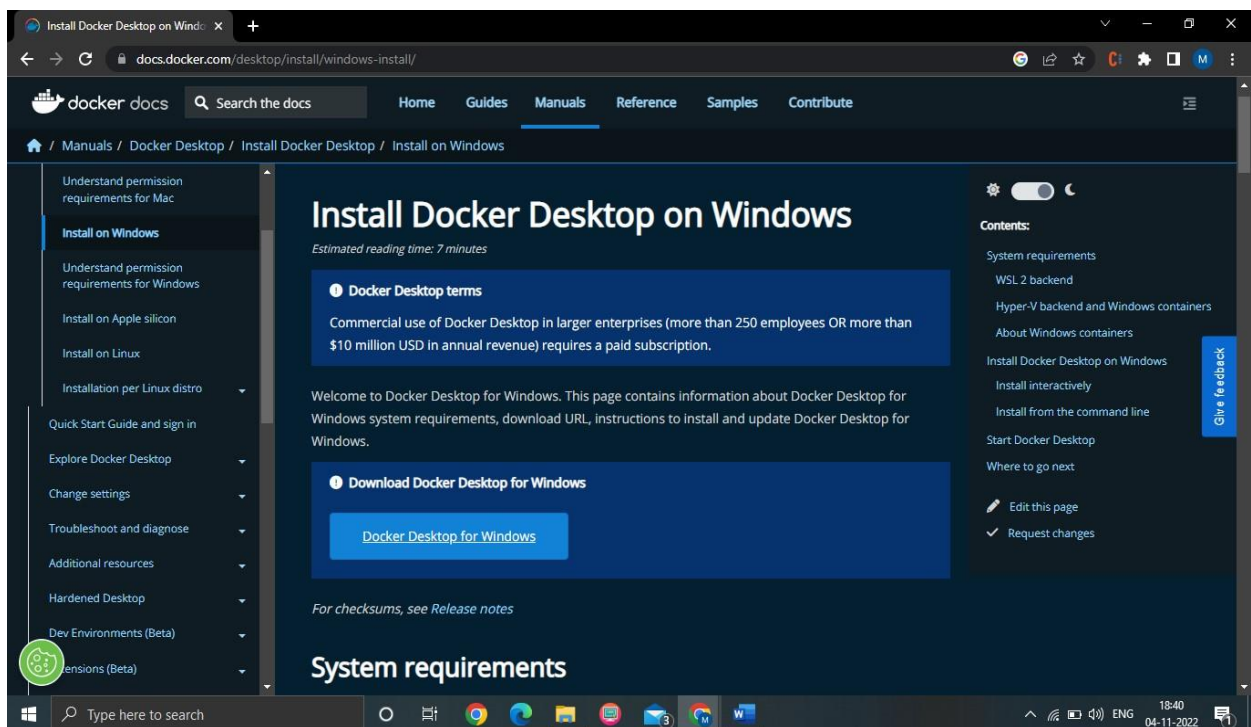 Install Docker Desktop on Windo
docs.docker.com/desktop/install/windows-install/
M
docker docs
Search the docs
Home
Guides
Manuals
Reference
Samples
Contribute
/ Manuals / Docker Desktop / Install Docker Desktop / Install on Windows
Understand permission
requirements for Mac
Install on Windows
Understand permission
requirements for Windows
Install on Apple silicon
Install on Linux
Installation per Linux distro
Quick Start Guide and sign in
Explore Docker Desktop
Change settings
Troubleshoot and diagnose
Additional resources
Hardened Desktop
Dev Environments (Beta)
ensions (Beta)
Install Docker Desktop on Windows
Estimated reading time: 7 minutes
Docker Desktop terms
Commercial use of Docker Desktop in larger enterprises (more than 250 employees OR more than
$10 million USD in annual revenue) requires a paid subscription.
Welcome to Docker Desktop for Windows. This page contains information about Docker Desktop for
Windows system requirements, download URL, instructions to install and update Docker Desktop for
Windows.
Download Docker Desktop for Windows
Docker Desktop for Windows
For checksums, see Release notes
System requirements
Contents:
System requirements
WSL 2 backend
Hyper-V backend and Windows containers
About Windows containers
Install Docker Desktop on Windows
Install interactively
Install from the command line
Start Docker Desktop
Where to go next
Edit this page
Request changes
Give feedback
Type here to search
3
M
W
ENG
18:40
04-11-2022
1